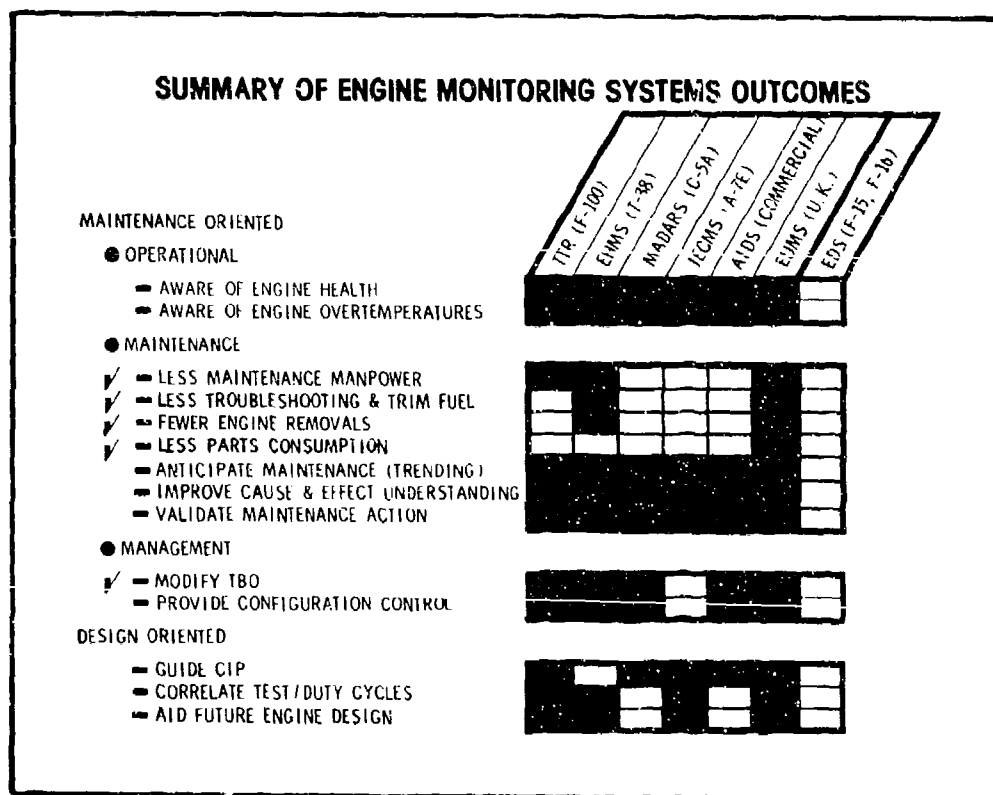 SUMMARY OF ENGINE MONITORING SYSTEMS OUTCOMES
TTR (F-100)
EHMS (T-38)
MADARS (C-5A)
IECMS (A-7E)
AIDS (COMMERCIAL)
EUMS (U.K.)
EDS (F-15, F-16)
MAINTENANCE ORIENTED
● OPERATIONAL
– AWARE OF ENGINE HEALTH
– AWARE OF ENGINE OVERTEMPERATURES
● MAINTENANCE
✓ – LESS MAINTENANCE MANPOWER
✓ – LESS TROUBLESHOOTING & TRIM FUEL
✓ – FEWER ENGINE REMOVALS
✓ – LESS PARTS CONSUMPTION
– ANTICIPATE MAINTENANCE (TRENDING)
– IMPROVE CAUSE & EFFECT UNDERSTANDING
– VALIDATE MAINTENANCE ACTION
● MANAGEMENT
✓ – MODIFY TBO
– PROVIDE CONFIGURATION CONTROL
DESIGN ORIENTED
– GUIDE CIP
– CORRELATE TEST/DUTY CYCLES
– AID FUTURE ENGINE DESIGN